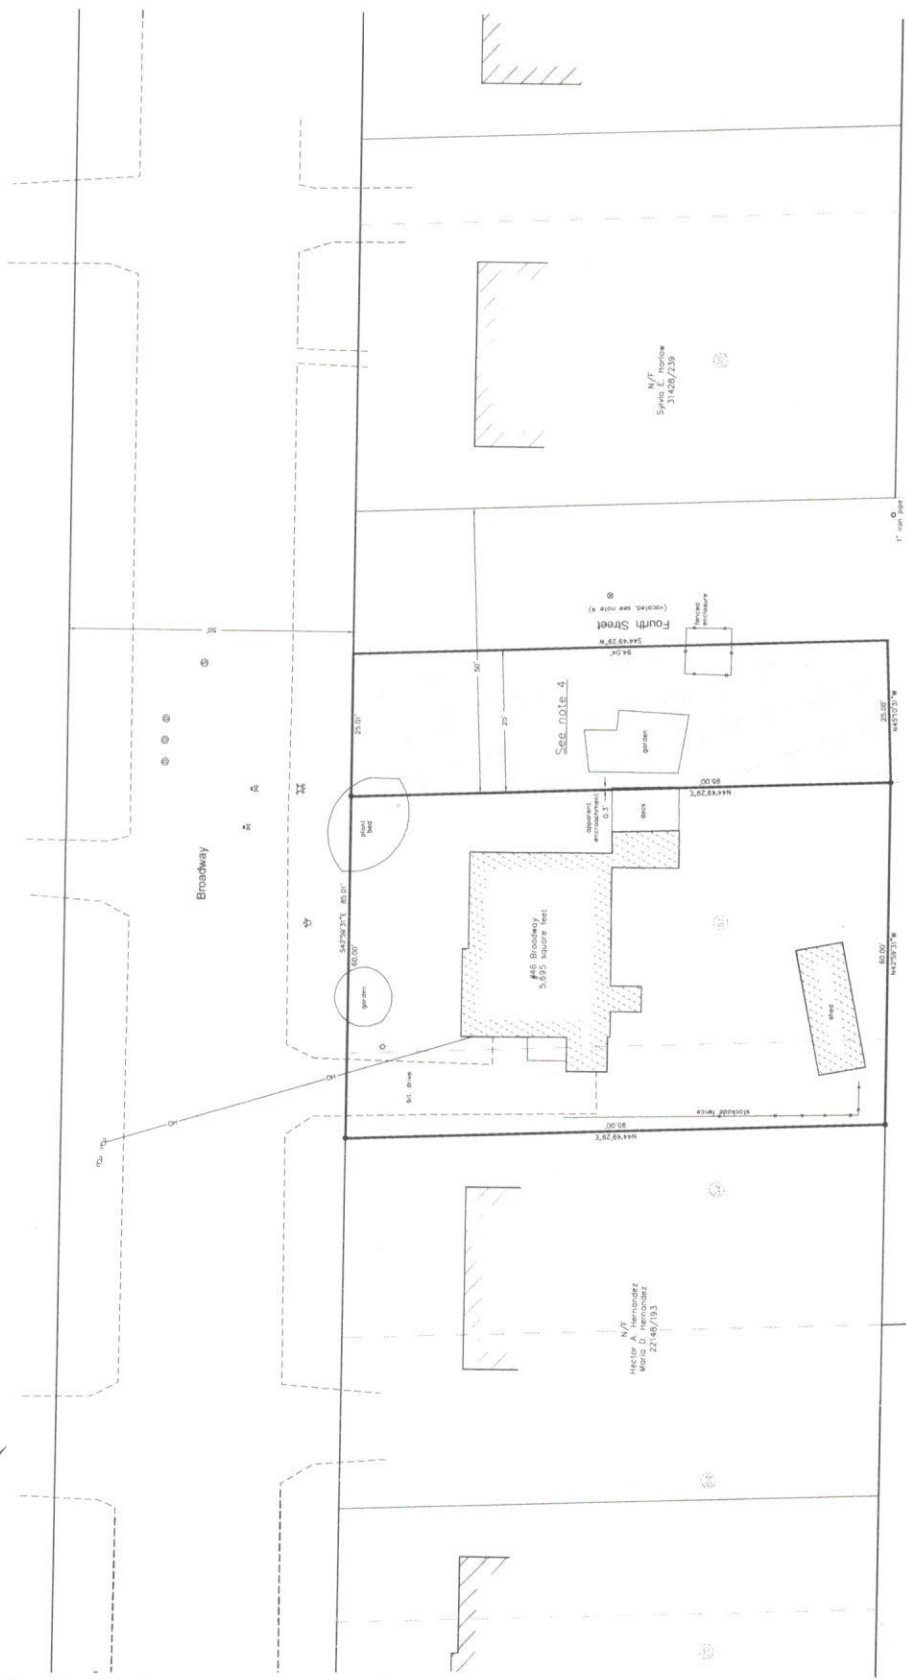 N/F
Sylvia E. Harlow
31428/239
1" iron pipe
Fourth Street
(vacated, see note 4)
fenced
enclosure
S44°49'29"W
94.04'
50'
50'
25'
See note 4
garden
25.01'
25.00'
N45°10'31"W
95.00'
N44°49'29"E
Broadway
plant
bed
apparent
encroachment
0.3'
deck
S42°59'31"E 85.01'
60.00'
#46 Broadway
5,695 square feet
garden
60.00'
N42°59'31"W
shed
bit. drive
OH
OH
stockade fence
95.00'
N44°49'29"E
N/F
Hector A. Hernandez
Maria D. Hernandez
22148/193